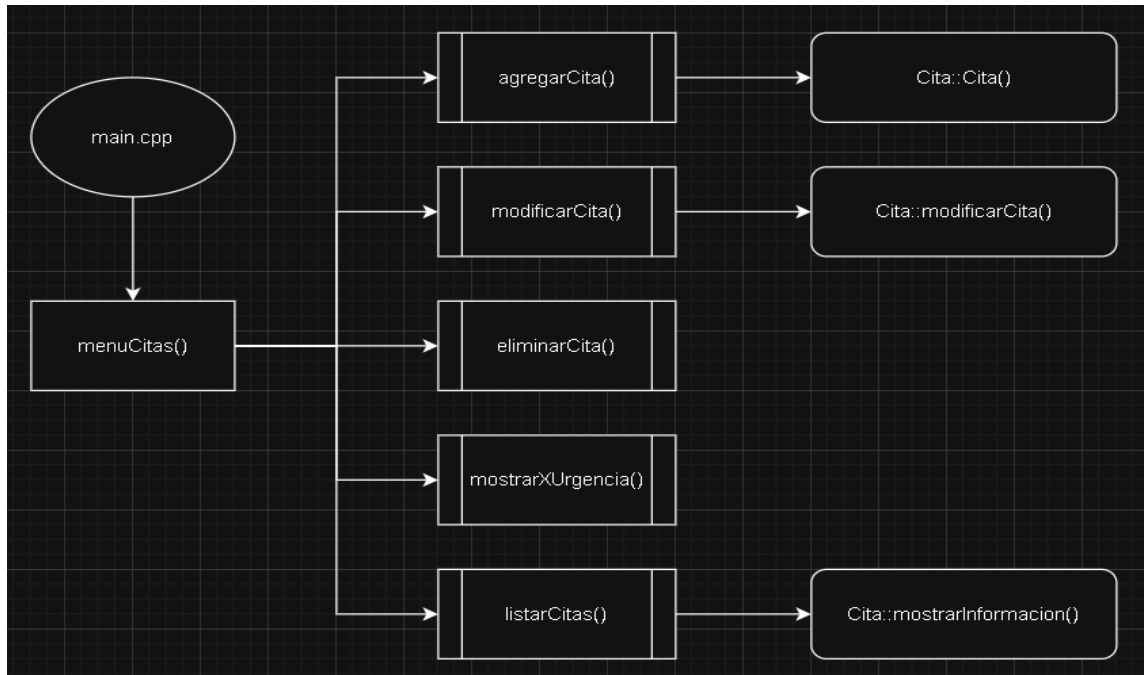 main.cpp
menuCitas()
agregarCita()
Cita::Cita()
modificarCita()
Cita::modificarCita()
eliminarCita()
mostrarXUrgencia()
listarCitas()
Cita::mostrarInformacion()